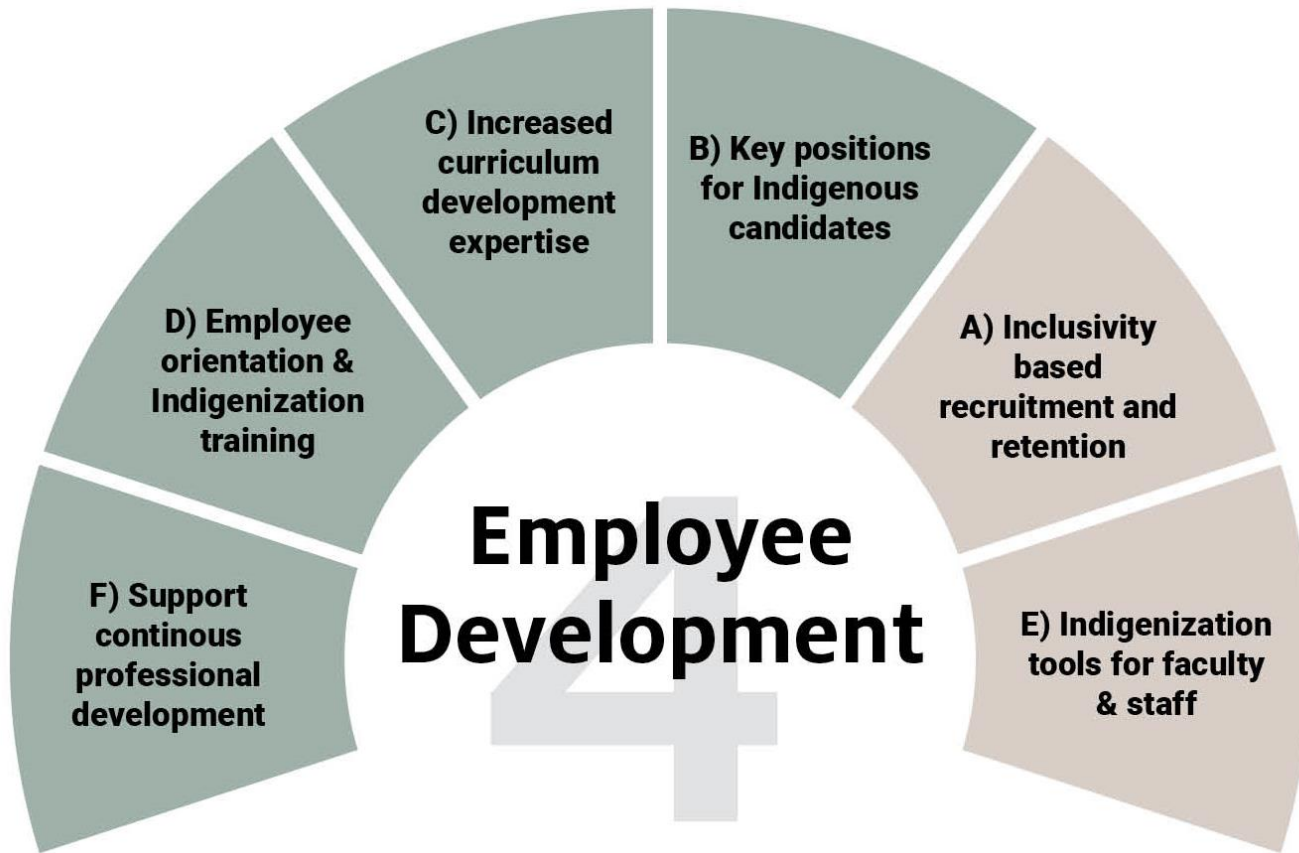 C) Increased
curriculum
development
expertise
B) Key positions
for Indigenous
candidates
D) Employee
orientation &
Indigenization
training
A) Inclusivity
based
recruitment and
retention
F) Support
continous
professional
development
E) Indigenization
tools for faculty
& staff
4
Employee
Development